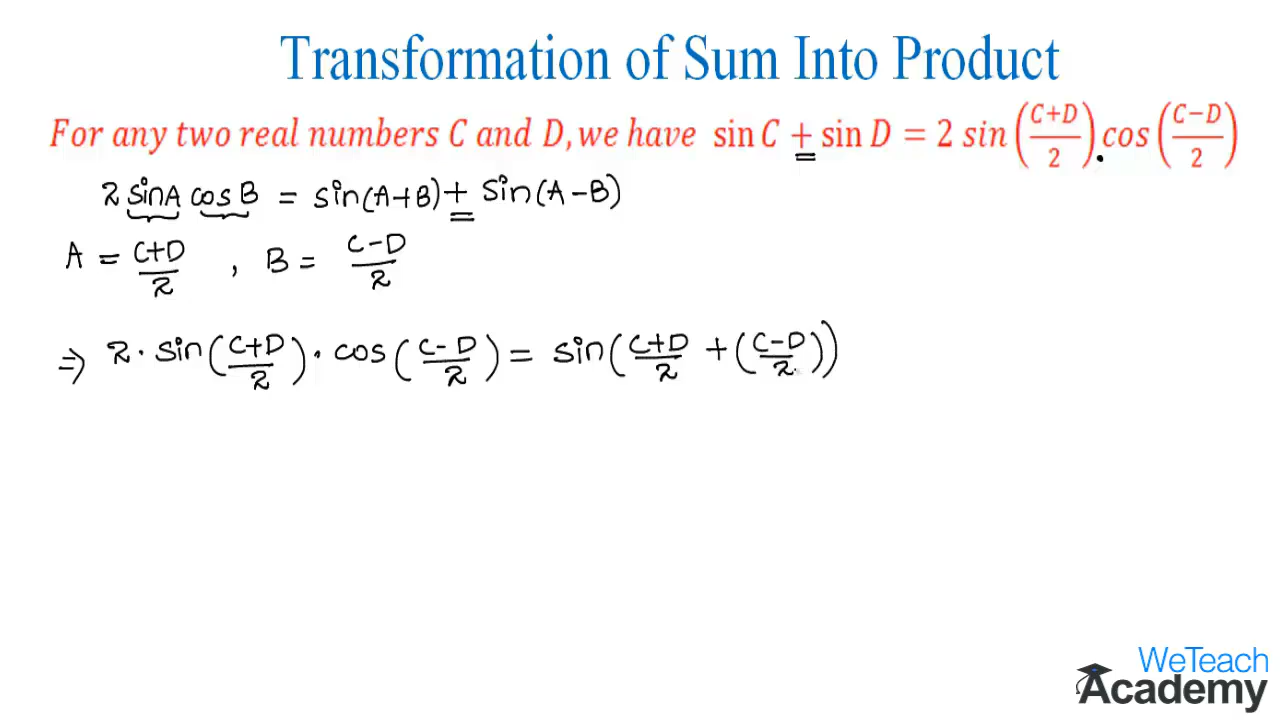 Transformation of Sum Into Product
For any two real numbers C and D, we have sin C + sin D = 2 sin ((C+D)/2) . cos ((C−D)/2)
2 sinA cosB = sin(A+B) + sin(A−B)
A = (C+D)/2 , B = (C−D)/2
⇒ 2 · sin((C+D)/2) · cos((C−D)/2) = sin((C+D)/2 + ((C−D)/2))
WeTeach
Academy